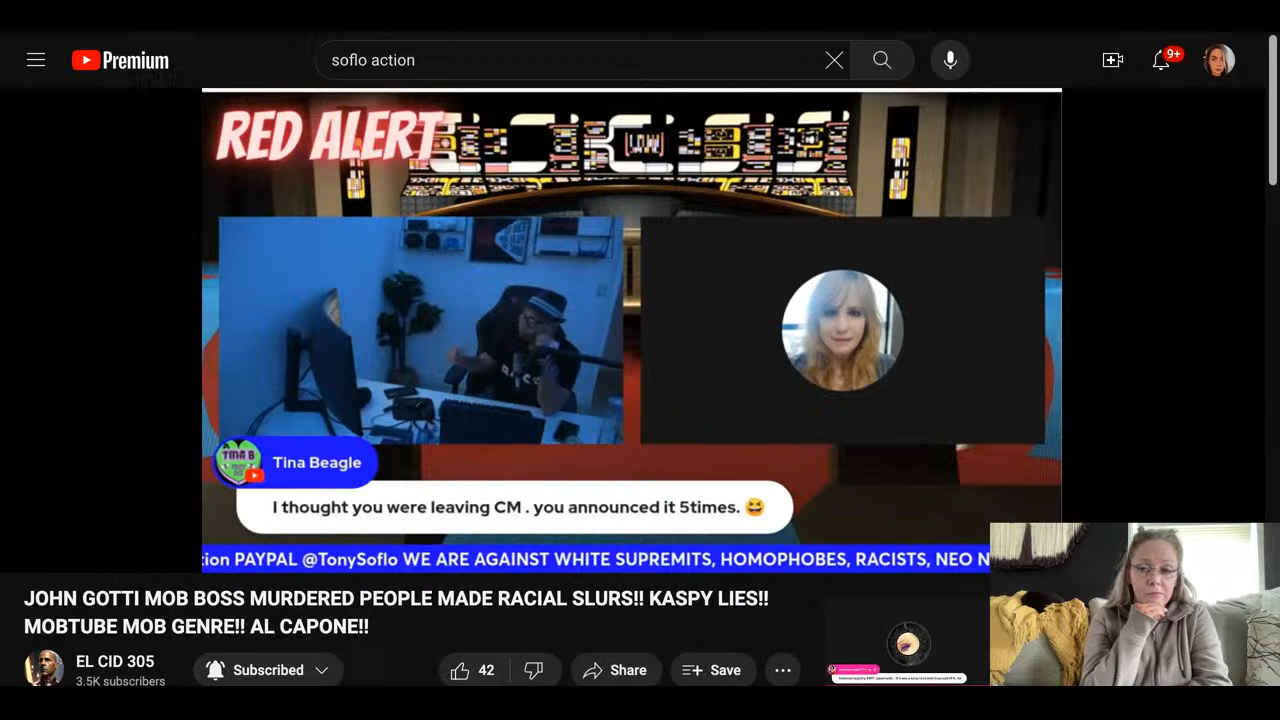 Premium
soflo action
9+
RED ALERT
TINA B
Tina Beagle
I thought you were leaving CM . you announced it 5times. 😆
tion PAYPAL @TonySoflo WE ARE AGAINST WHITE SUPREMITS, HOMOPHOBES, RACISTS, NEO N
JOHN GOTTI MOB BOSS MURDERED PEOPLE MADE RACIAL SLURS!! KASPY LIES!!
MOBTUBE MOB GENRE!! AL CAPONE!!
EL CID 305
3.5K subscribers
Subscribed
42
Share
Save